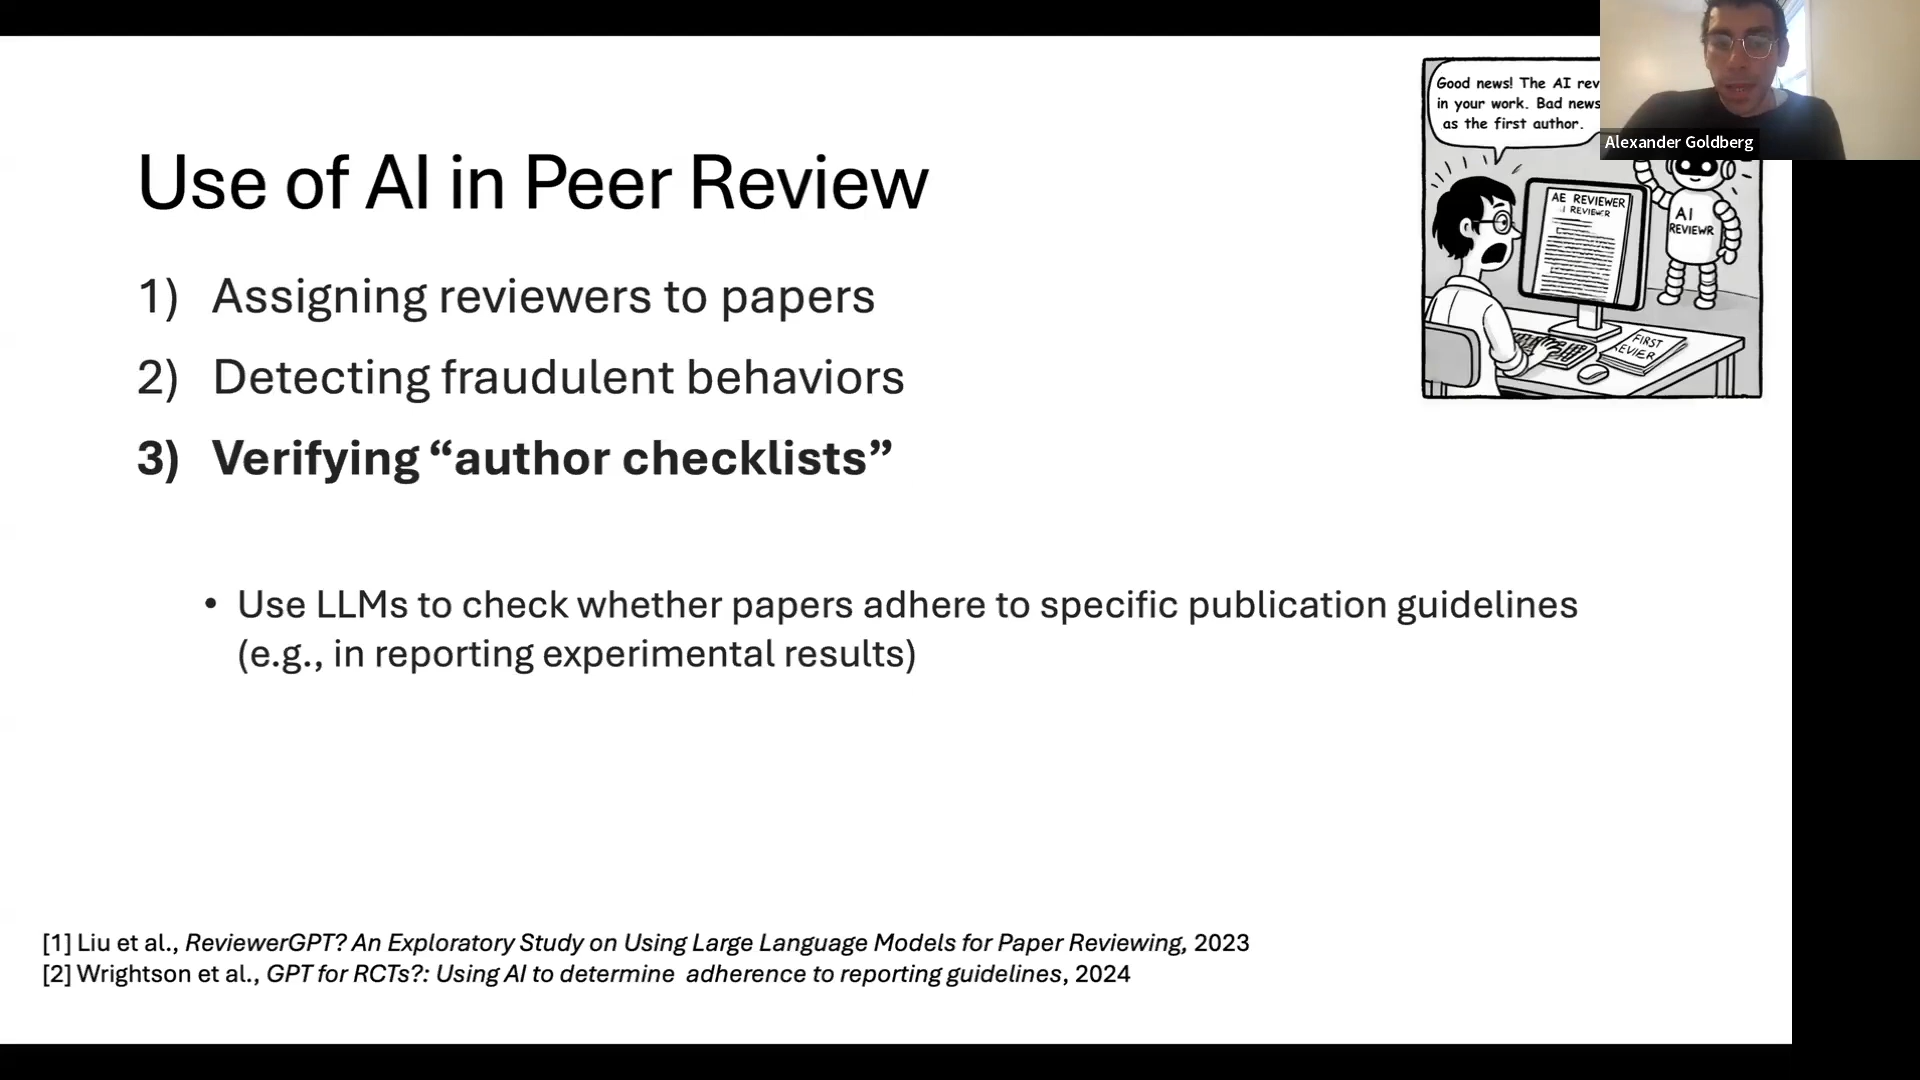 Good news! The AI rev
in your work. Bad news
as the first author.
Alexander Goldberg
AE REVIEWER
AI
REVIEWR
FIRST
EVIER
Use of AI in Peer Review
1) Assigning reviewers to papers
2) Detecting fraudulent behaviors
3) Verifying “author checklists”
• Use LLMs to check whether papers adhere to specific publication guidelines
(e.g., in reporting experimental results)
[1] Liu et al., ReviewerGPT? An Exploratory Study on Using Large Language Models for Paper Reviewing, 2023
[2] Wrightson et al., GPT for RCTs?: Using AI to determine adherence to reporting guidelines, 2024